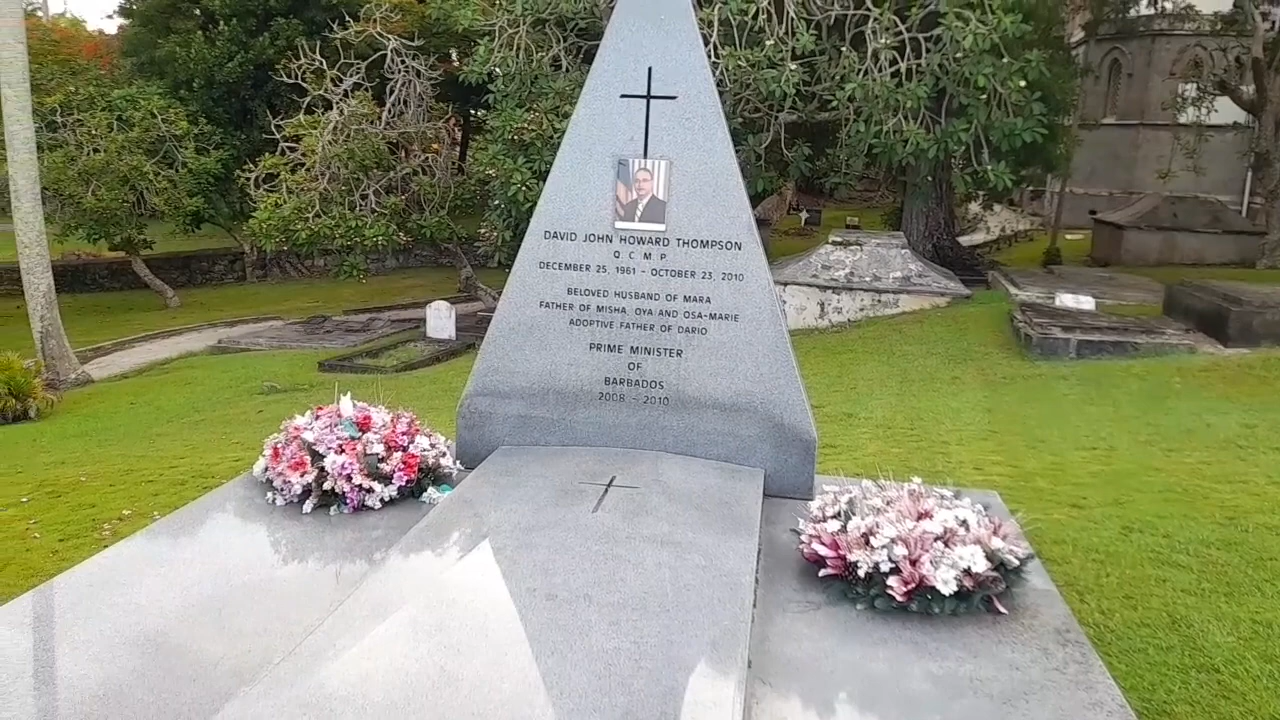 DAVID JOHN HOWARD THOMPSON
Q C M P
DECEMBER 25, 1961 - OCTOBER 23, 2010
BELOVED HUSBAND OF MARA
FATHER OF MISHA, OYA AND OSA-MARIE
ADOPTIVE FATHER OF DARIO
PRIME MINISTER
OF
BARBADOS
2008 - 2010